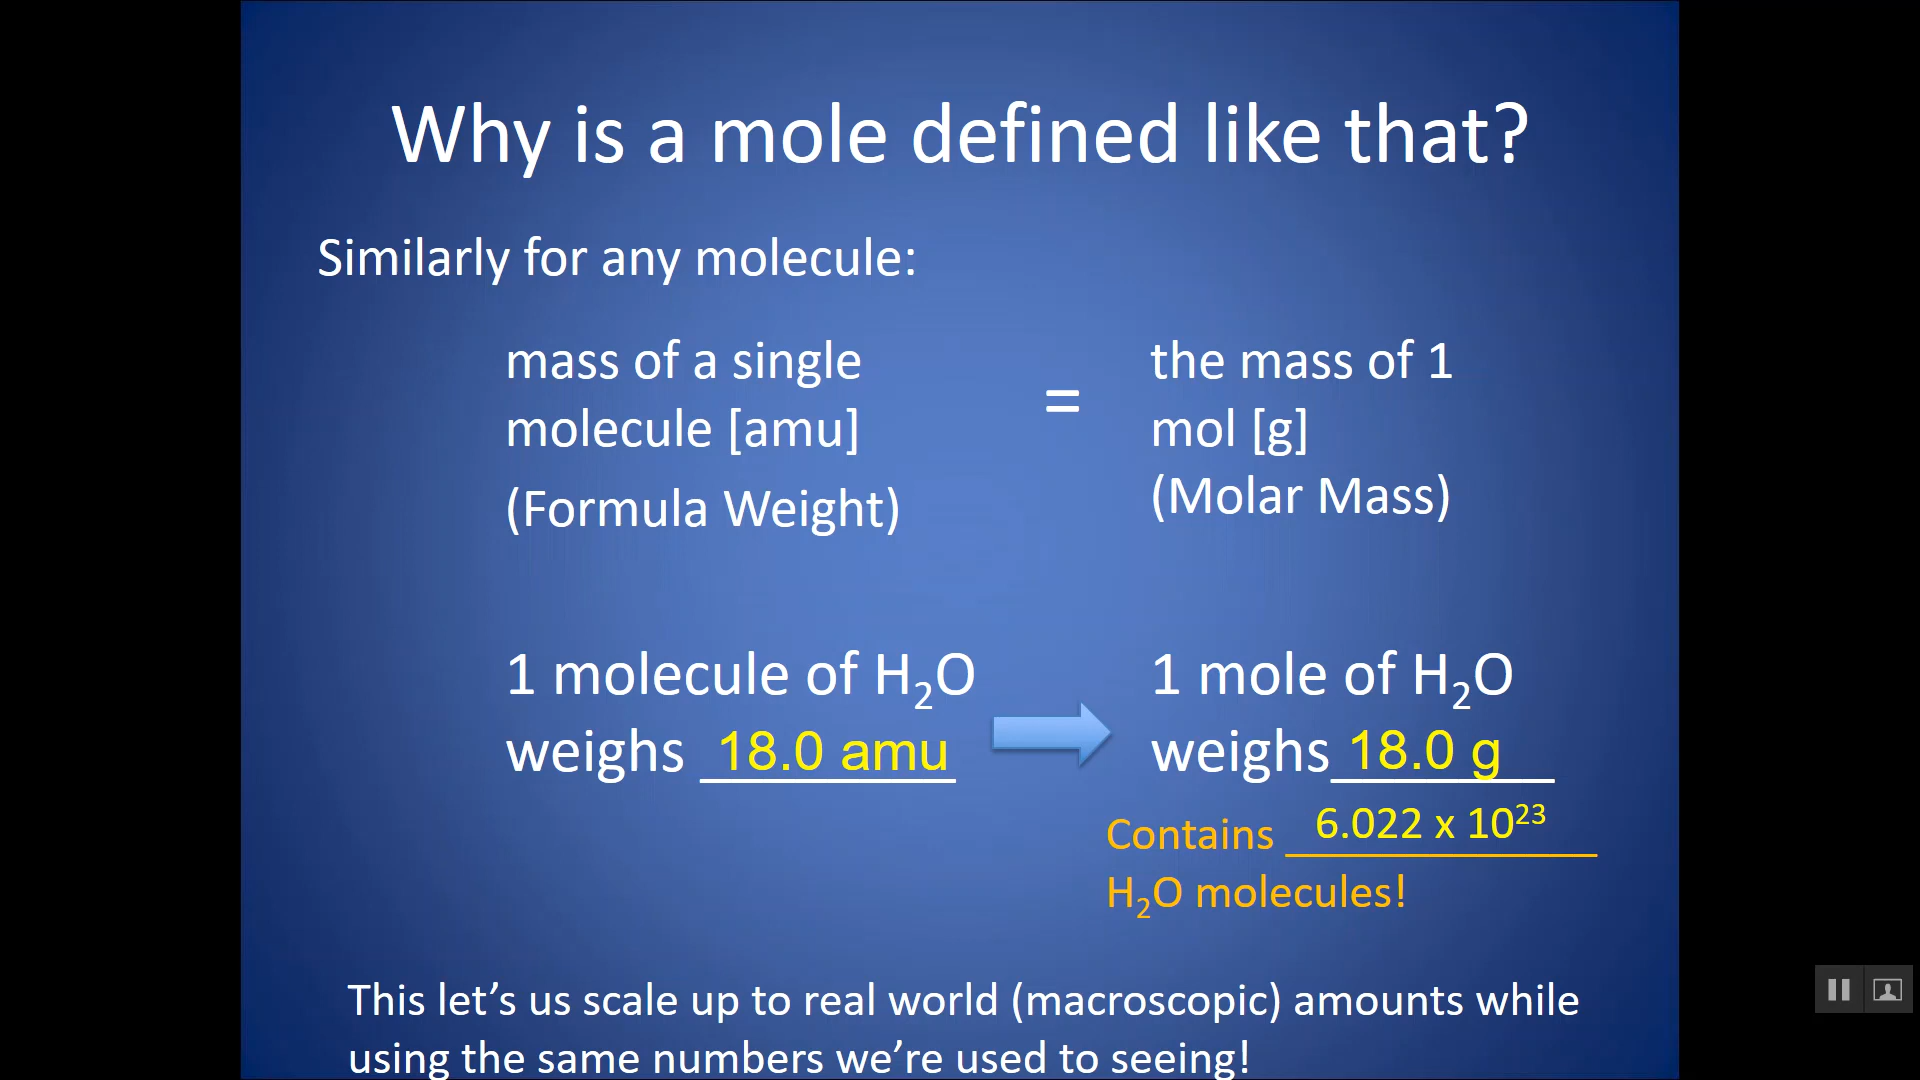 Why is a mole defined like that?
Similarly for any molecule:
mass of a single
molecule [amu]
(Formula Weight)
=
the mass of 1
mol [g]
(Molar Mass)
1 molecule of H₂O
weighs 18.0 amu
1 mole of H₂O
weighs 18.0 g
Contains 6.022 x 10²³
H₂O molecules!
This let’s us scale up to real world (macroscopic) amounts while
using the same numbers we’re used to seeing!